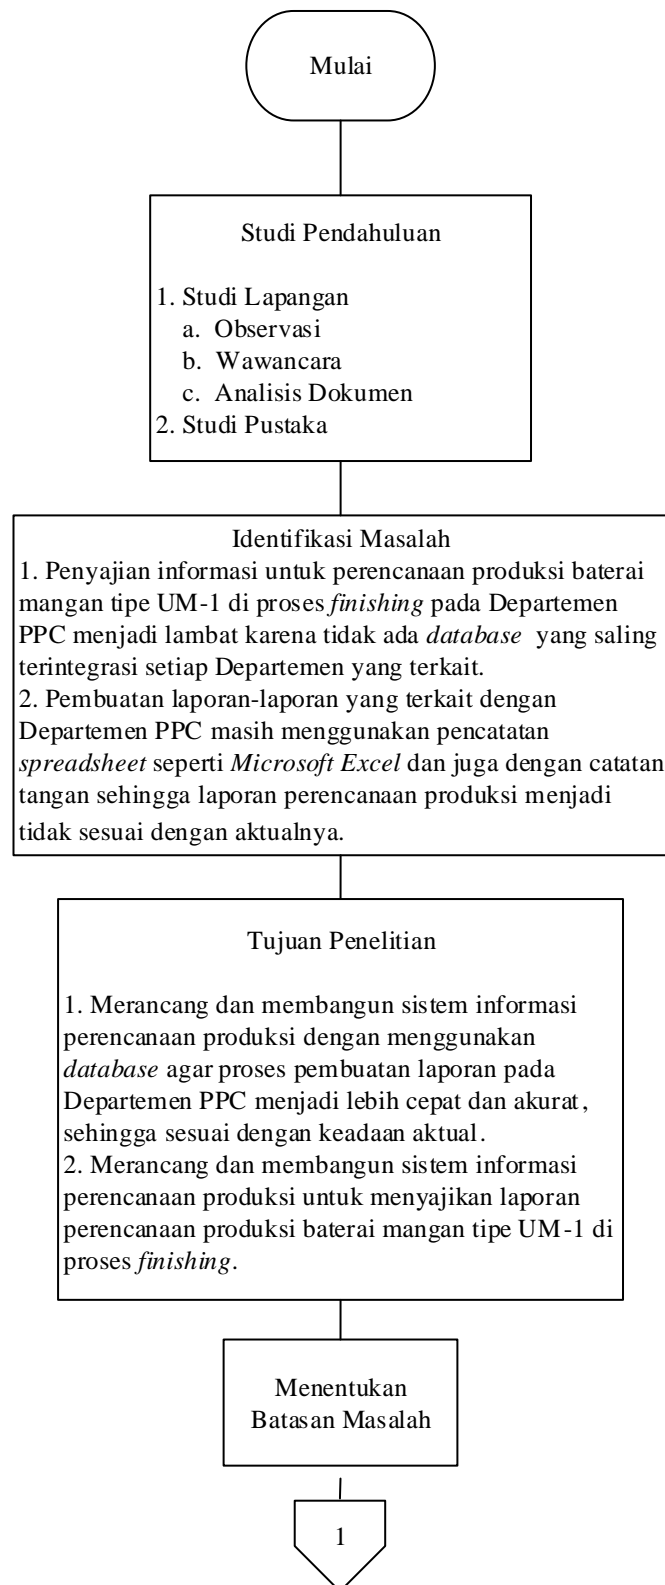 Mulai
Studi Pendahuluan
1. Studi Lapangan
a. Observasi
b. Wawancara
c. Analisis Dokumen
2. Studi Pustaka
Identifikasi Masalah
1. Penyajian informasi untuk perencanaan produksi baterai
mangan tipe UM-1 di proses finishing pada Departemen
PPC menjadi lambat karena tidak ada database yang saling
terintegrasi setiap Departemen yang terkait.
2. Pembuatan laporan-laporan yang terkait dengan
Departemen PPC masih menggunakan pencatatan
spreadsheet seperti Microsoft Excel dan juga dengan catatan
tangan sehingga laporan perencanaan produksi menjadi
tidak sesuai dengan aktualnya.
Tujuan Penelitian
1. Merancang dan membangun sistem informasi
perencanaan produksi dengan menggunakan
database agar proses pembuatan laporan pada
Departemen PPC menjadi lebih cepat dan akurat,
sehingga sesuai dengan keadaan aktual.
2. Merancang dan membangun sistem informasi
perencanaan produksi untuk menyajikan laporan
perencanaan produksi baterai mangan tipe UM-1 di
proses finishing.
Menentukan
Batasan Masalah
1